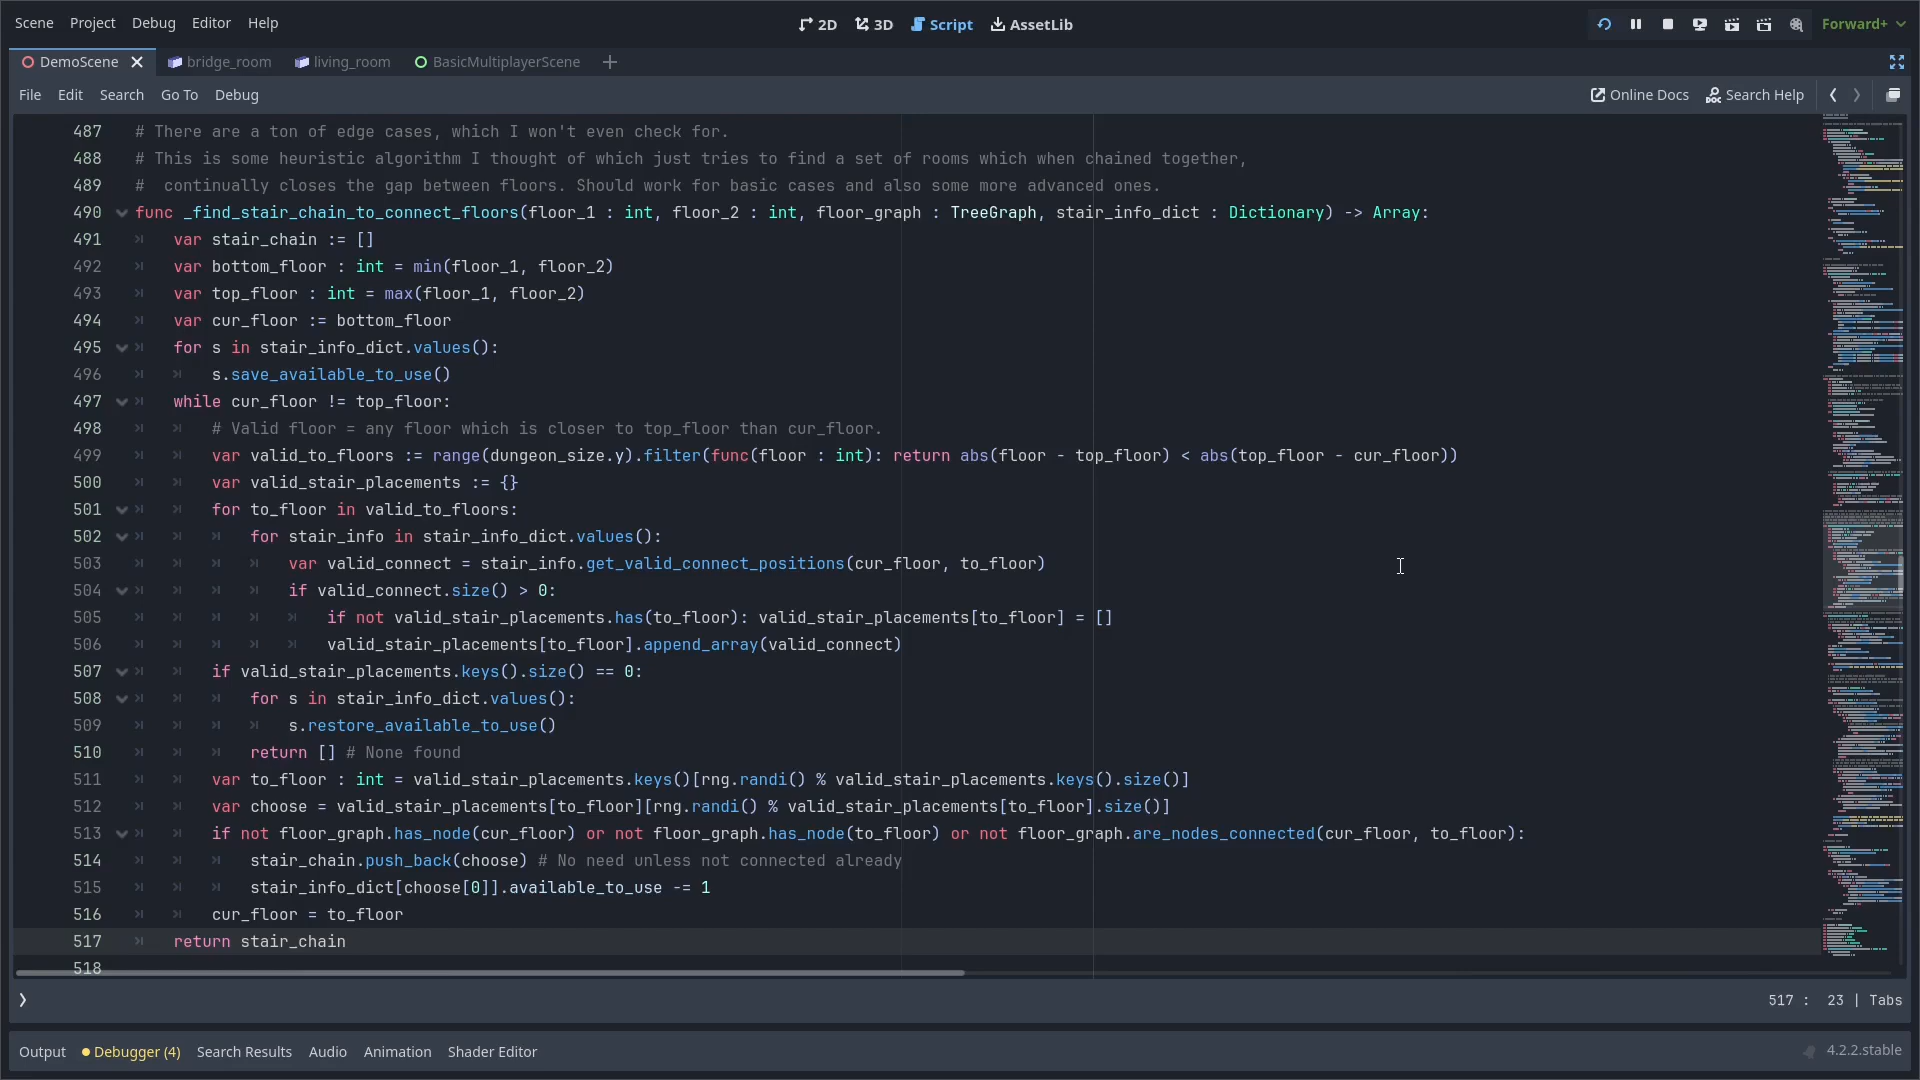 Scene Project Debug Editor Help 2D 3D Script AssetLib Forward+
DemoScene bridge_room living_room BasicMultiplayerScene
File Edit Search Go To Debug Online Docs Search Help
487 # There are a ton of edge cases, which I won't even check for.
488 # This is some heuristic algorithm I thought of which just tries to find a set of rooms which when chained together,
489 #  continually closes the gap between floors. Should work for basic cases and also some more advanced ones.
490 func _find_stair_chain_to_connect_floors(floor_1 : int, floor_2 : int, floor_graph : TreeGraph, stair_info_dict : Dictionary) -> Array:
491 var stair_chain := []
492 var bottom_floor : int = min(floor_1, floor_2)
493 var top_floor : int = max(floor_1, floor_2)
494 var cur_floor := bottom_floor
495 for s in stair_info_dict.values():
496 s.save_available_to_use()
497 while cur_floor != top_floor:
498 # Valid floor = any floor which is closer to top_floor than cur_floor.
499 var valid_to_floors := range(dungeon_size.y).filter(func(floor : int): return abs(floor - top_floor) < abs(top_floor - cur_floor))
500 var valid_stair_placements := {}
501 for to_floor in valid_to_floors:
502 for stair_info in stair_info_dict.values():
503 var valid_connect = stair_info.get_valid_connect_positions(cur_floor, to_floor)
504 if valid_connect.size() > 0:
505 if not valid_stair_placements.has(to_floor): valid_stair_placements[to_floor] = []
506 valid_stair_placements[to_floor].append_array(valid_connect)
507 if valid_stair_placements.keys().size() == 0:
508 for s in stair_info_dict.values():
509 s.restore_available_to_use()
510 return [] # None found
511 var to_floor : int = valid_stair_placements.keys()[rng.randi() % valid_stair_placements.keys().size()]
512 var choose = valid_stair_placements[to_floor][rng.randi() % valid_stair_placements[to_floor].size()]
513 if not floor_graph.has_node(cur_floor) or not floor_graph.has_node(to_floor) or not floor_graph.are_nodes_connected(cur_floor, to_floor):
514 stair_chain.push_back(choose) # No need unless not connected already
515 stair_info_dict[choose[0]].available_to_use -= 1
516 cur_floor = to_floor
517 return stair_chain
518
517 : 23 | Tabs
Output Debugger (4) Search Results Audio Animation Shader Editor 4.2.2.stable